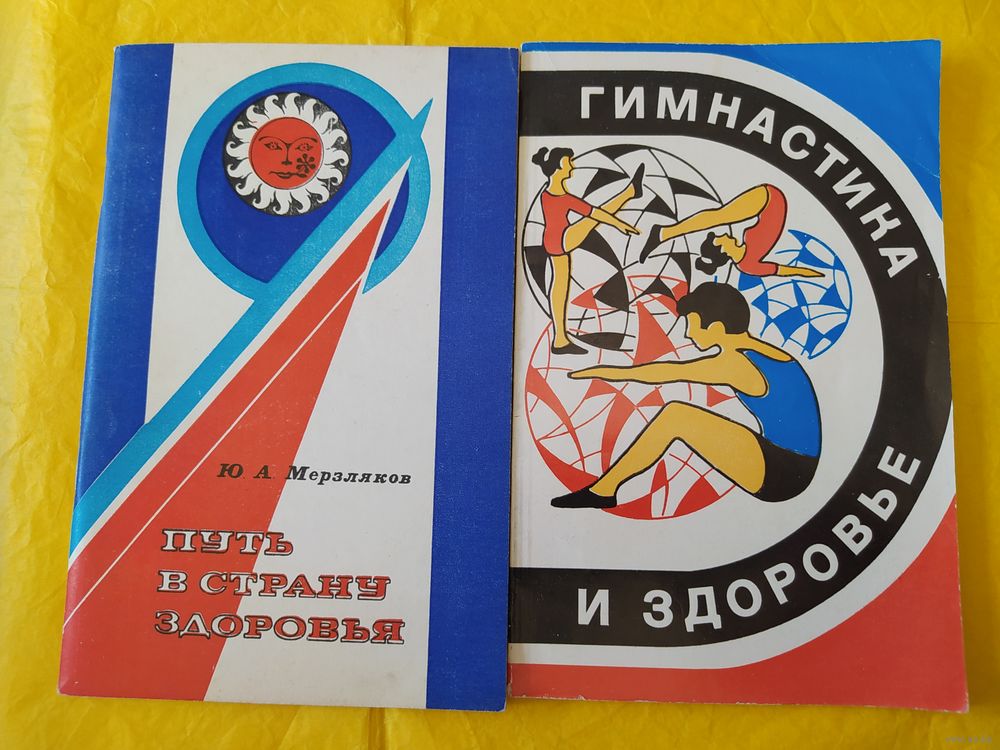 Ю. А. Мерзляков
ПУТЬ
В СТРАНУ
ЗДОРОВЬЯ
ГИМНАСТИКА
И ЗДОРОВЬЕ